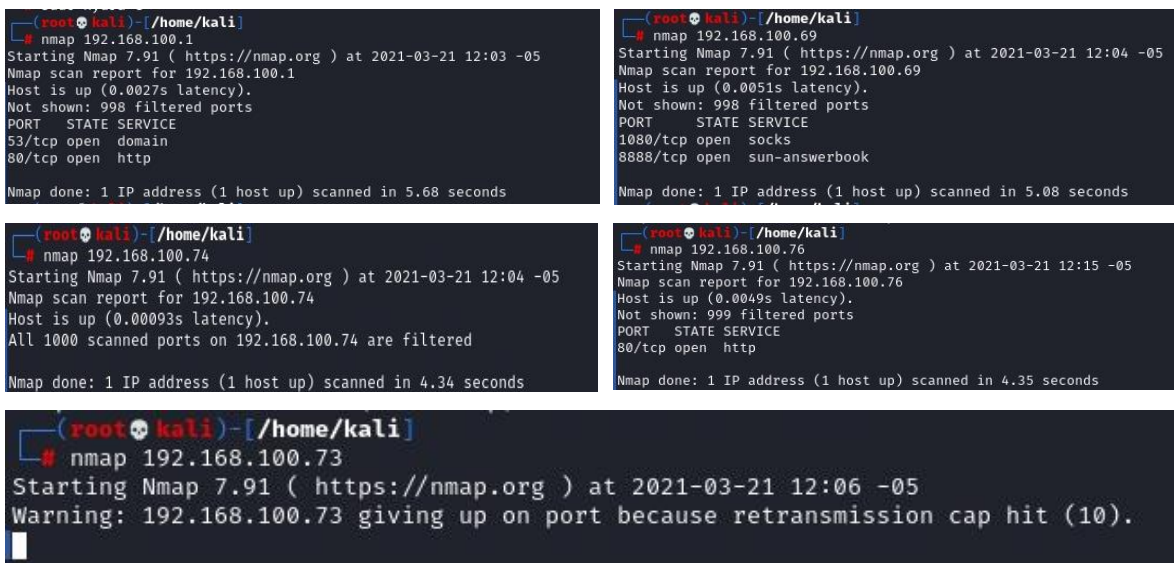 (root💀kali)-[/home/kali]
# nmap 192.168.100.1
Starting Nmap 7.91 ( https://nmap.org ) at 2021-03-21 12:03 -05
Nmap scan report for 192.168.100.1
Host is up (0.0027s latency).
Not shown: 998 filtered ports
PORT   STATE SERVICE
53/tcp open  domain
80/tcp open  http
Nmap done: 1 IP address (1 host up) scanned in 5.68 seconds
(root💀kali)-[/home/kali]
# nmap 192.168.100.69
Starting Nmap 7.91 ( https://nmap.org ) at 2021-03-21 12:04 -05
Nmap scan report for 192.168.100.69
Host is up (0.0051s latency).
Not shown: 998 filtered ports
PORT     STATE SERVICE
1080/tcp open  socks
8888/tcp open  sun-answerbook
Nmap done: 1 IP address (1 host up) scanned in 5.08 seconds
(root💀kali)-[/home/kali]
# nmap 192.168.100.74
Starting Nmap 7.91 ( https://nmap.org ) at 2021-03-21 12:04 -05
Nmap scan report for 192.168.100.74
Host is up (0.00093s latency).
All 1000 scanned ports on 192.168.100.74 are filtered
Nmap done: 1 IP address (1 host up) scanned in 4.34 seconds
(root💀kali)-[/home/kali]
# nmap 192.168.100.76
Starting Nmap 7.91 ( https://nmap.org ) at 2021-03-21 12:15 -05
Nmap scan report for 192.168.100.76
Host is up (0.0049s latency).
Not shown: 999 filtered ports
PORT   STATE SERVICE
80/tcp open  http
Nmap done: 1 IP address (1 host up) scanned in 4.35 seconds
(root💀kali)-[/home/kali]
# nmap 192.168.100.73
Starting Nmap 7.91 ( https://nmap.org ) at 2021-03-21 12:06 -05
Warning: 192.168.100.73 giving up on port because retransmission cap hit (10).